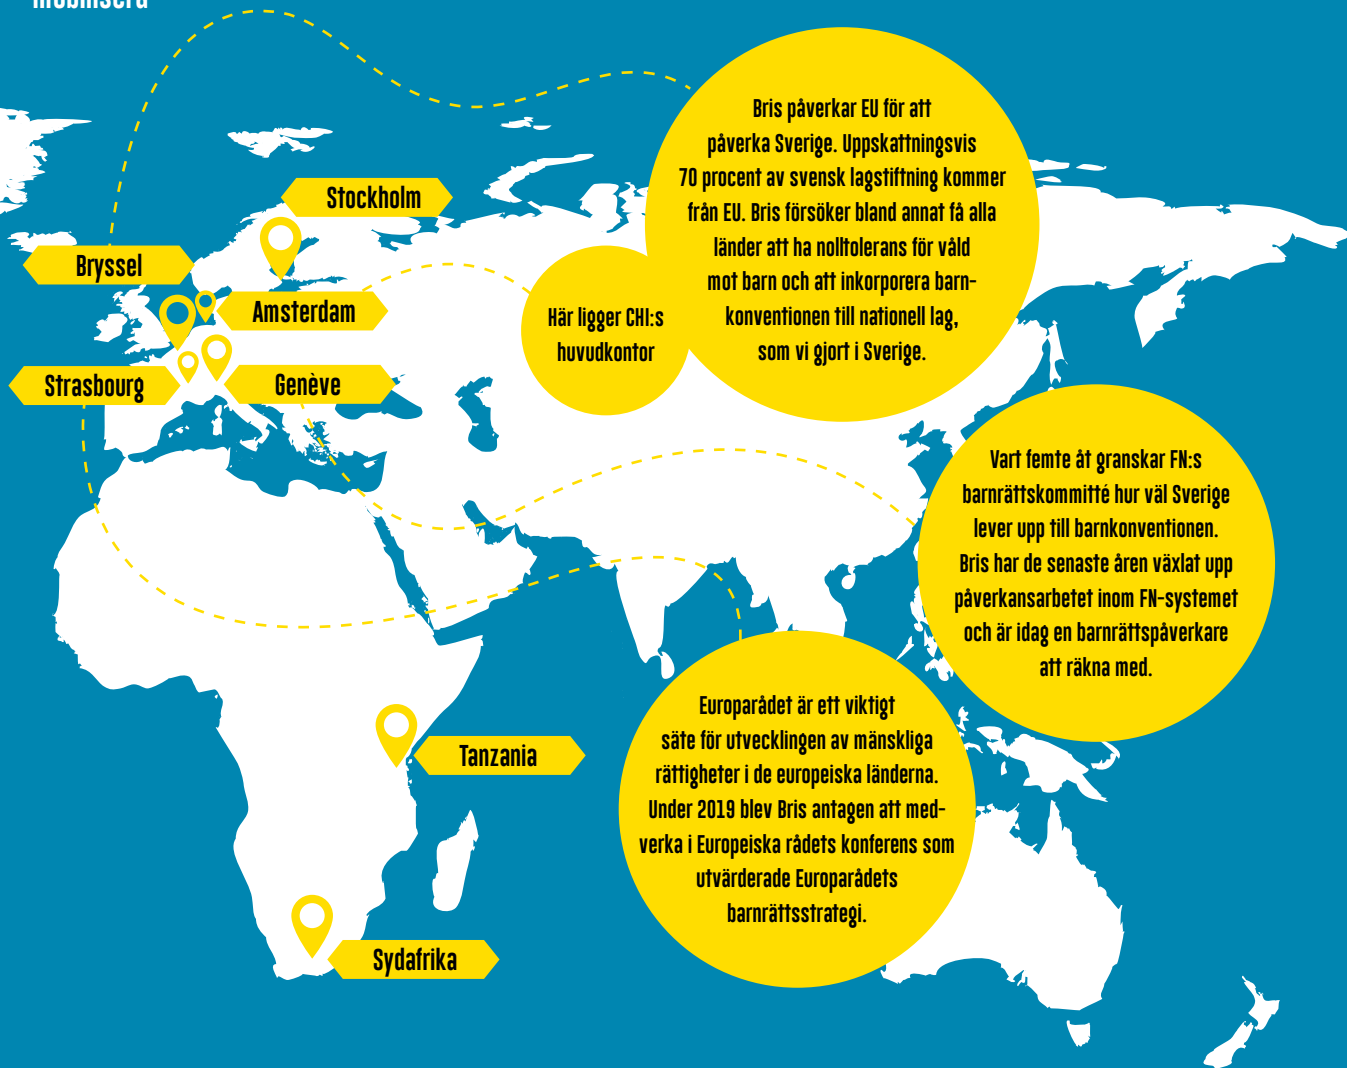 mobilisera
Bris påverkar EU för att
påverka Sverige. Uppskattningsvis
70 procent av svensk lagstiftning kommer
från EU. Bris försöker bland annat få alla
länder att ha nolltolerans för våld
mot barn och att inkorporera barn-
konventionen till nationell lag,
som vi gjort i Sverige.
Stockholm
Bryssel
Amsterdam
Här ligger CHI:s
huvudkontor
Strasbourg
Genève
Vart femte åt granskar FN:s
barnrättskommitté hur väl Sverige
lever upp till barnkonventionen.
Bris har de senaste åren växlat upp
påverkansarbetet inom FN-systemet
och är idag en barnrättspåverkare
att räkna med.
Europarådet är ett viktigt
säte för utvecklingen av mänskliga
rättigheter i de europeiska länderna.
Under 2019 blev Bris antagen att med-
verka i Europeiska rådets konferens som
utvärderade Europarådets
barnrättsstrategi.
Tanzania
Sydafrika